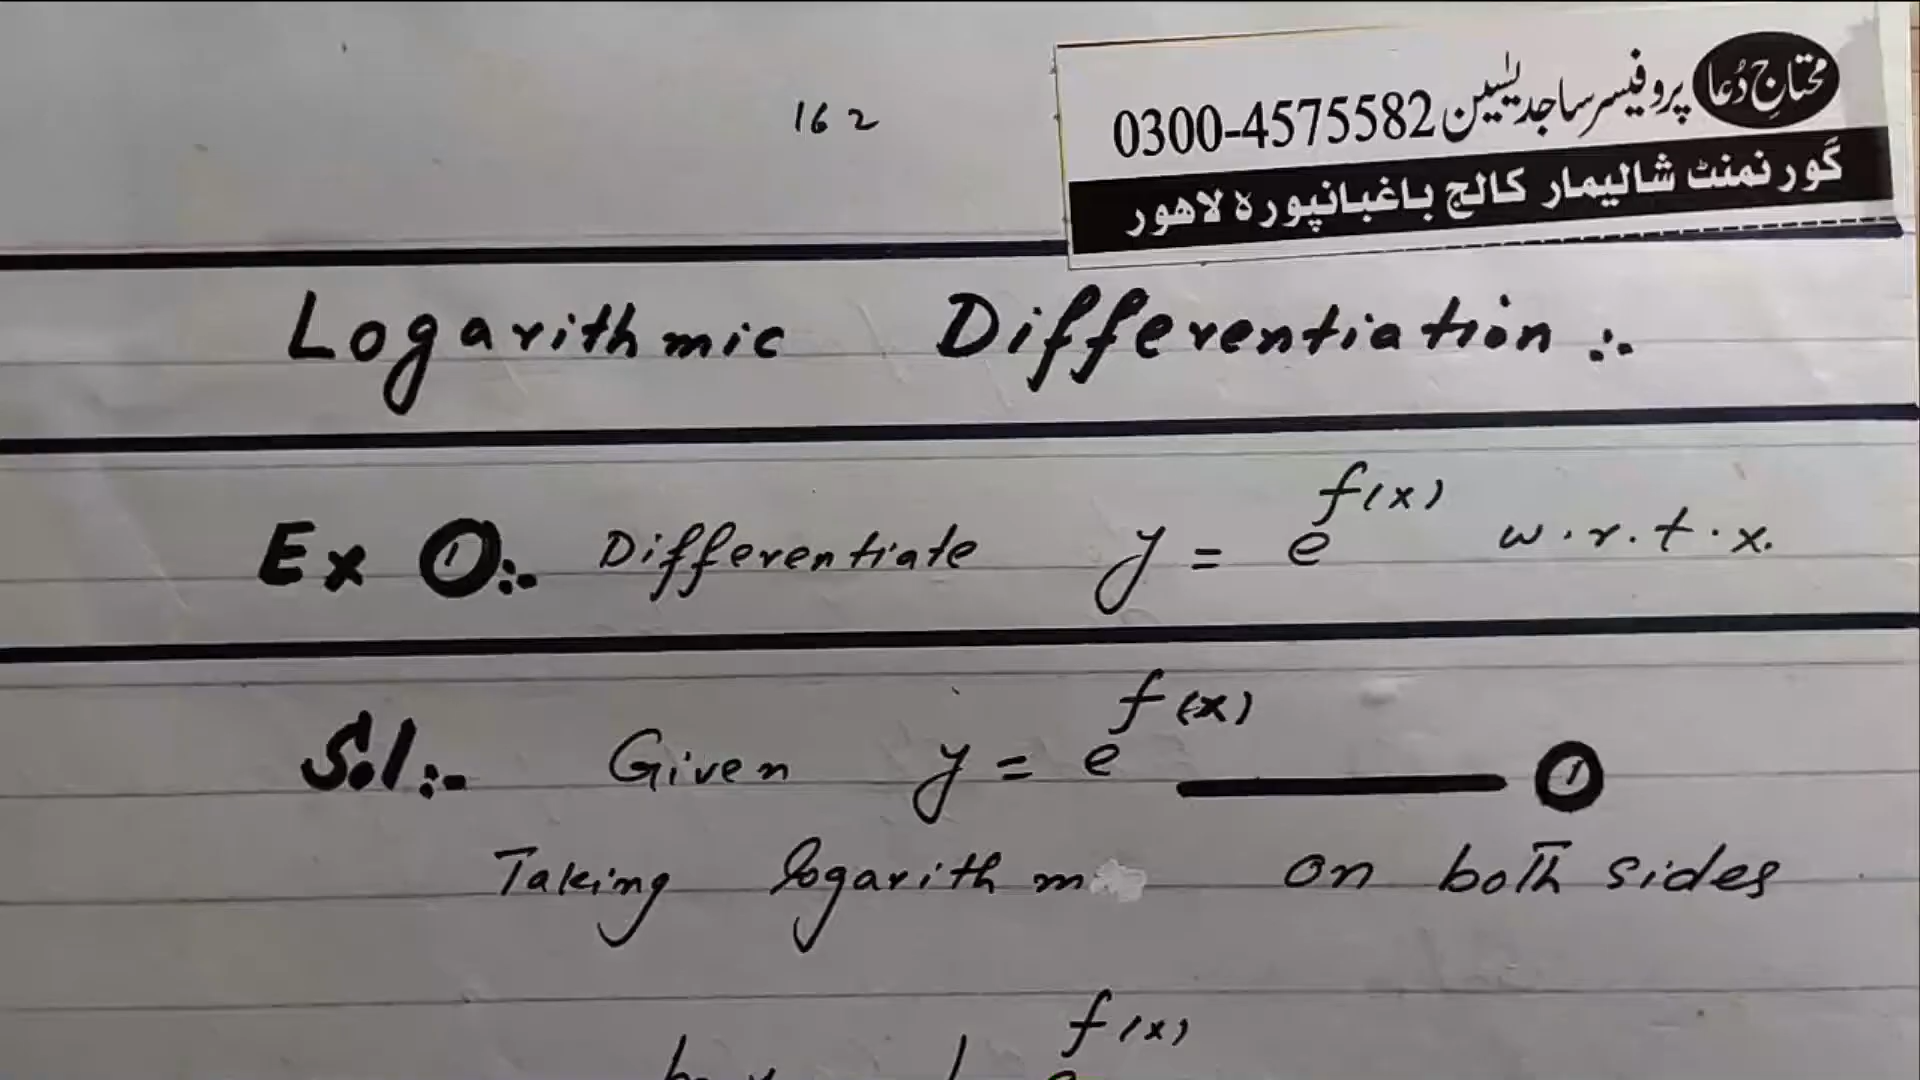 محتاجِ دُعا پروفیسر ساجد یٰسین 0300-4575582
گورنمنٹ شالیمار کالج باغبانپورہ لاھور
162
Logarithmic Differentiation :-
Ex ①:- Differentiate y = e^f(x) w.r.t.x.
Sol:- Given y = e^f(x) ——— ①
Taking logarithm on both sides
f(x)